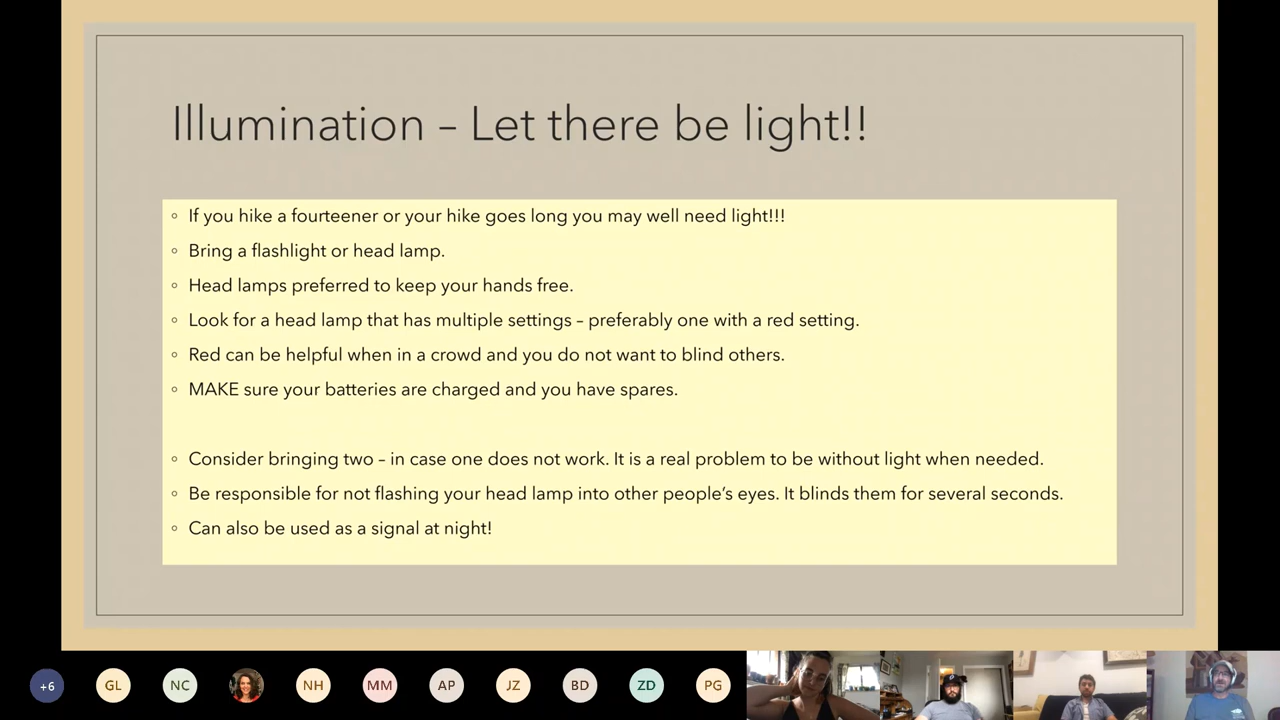 Illumination – Let there be light!!
If you hike a fourteener or your hike goes long you may well need light!!!
Bring a flashlight or head lamp.
Head lamps preferred to keep your hands free.
Look for a head lamp that has multiple settings – preferably one with a red setting.
Red can be helpful when in a crowd and you do not want to blind others.
MAKE sure your batteries are charged and you have spares.
Consider bringing two – in case one does not work. It is a real problem to be without light when needed.
Be responsible for not flashing your head lamp into other people’s eyes. It blinds them for several seconds.
Can also be used as a signal at night!
+6 GL NC NH MM AP JZ BD ZD PG